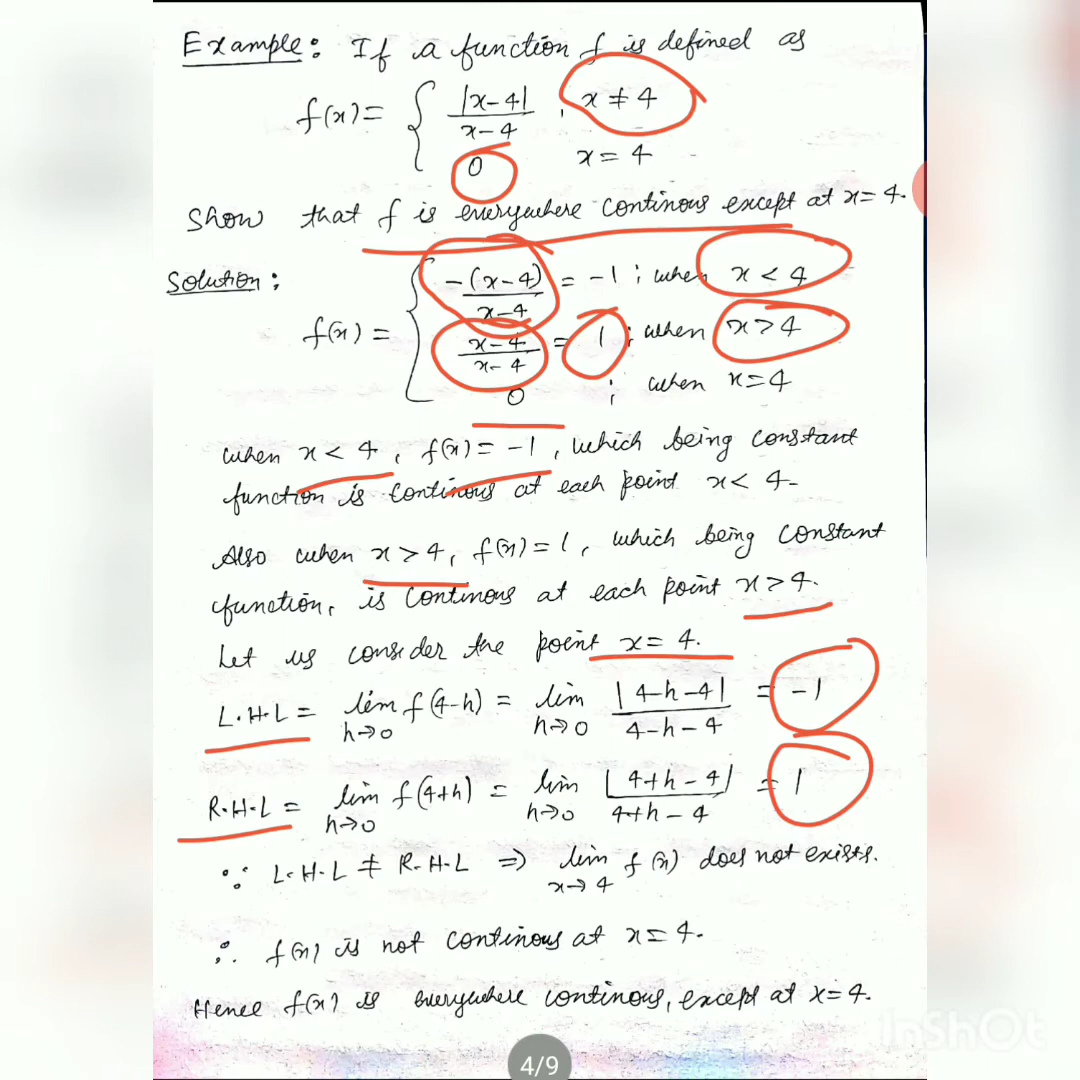 Example: If a function f is defined as
f(x) = { |x-4| / x-4 , x ≠ 4
0 x = 4
Show that f is everywhere continous except at x=4.
Solution:
f(x) = { -(x-4) / x-4 = -1 ; when x < 4
x-4 / x-4 = 1 ; when x > 4
0 ; when x=4
when x < 4, f(x) = -1, which being constant
function is continous at each point x < 4-
Also when x > 4, f(x) = 1, which being constant
function, is continous at each point x > 4.
Let us consider the point x = 4.
L.H.L = lim h→0 f(4-h) = lim h→0 |4-h-4| / 4-h-4 = -1
R.H.L = lim h→0 f(4+h) = lim h→0 |4+h-4| / 4+h-4 = 1
∵ L.H.L ≠ R.H.L ⇒ lim x→4 f(x) does not exists.
∴ f(x) is not continous at x = 4.
Hence f(x) is everywhere continous, except at x=4.
InShOt
4/9